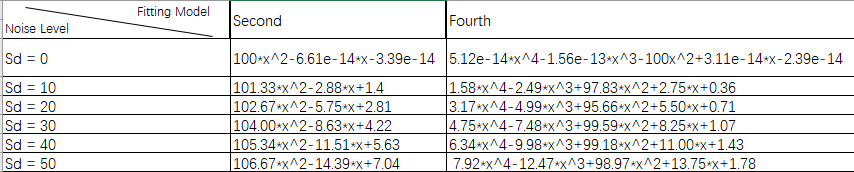 Fitting Model
Noise Level
Second
Fourth
Sd = 0
100*x^2-6.61e-14*x-3.39e-14
5.12e-14*x^4-1.56e-13*x^3-100x^2+3.11e-14*x-2.39e-14
Sd = 10
101.33*x^2-2.88*x+1.4
1.58*x^4-2.49*x^3+97.83*x^2+2.75*x+0.36
Sd = 20
102.67*x^2-5.75*x+2.81
3.17*x^4-4.99*x^3+95.66*x^2+5.50*x+0.71
Sd = 30
104.00*x^2-8.63*x+4.22
4.75*x^4-7.48*x^3+99.59*x^2+8.25*x+1.07
Sd = 40
105.34*x^2-11.51*x+5.63
6.34*x^4-9.98*x^3+99.18*x^2+11.00*x+1.43
Sd = 50
106.67*x^2-14.39*x+7.04
7.92*x^4-12.47*x^3+98.97*x^2+13.75*x+1.78